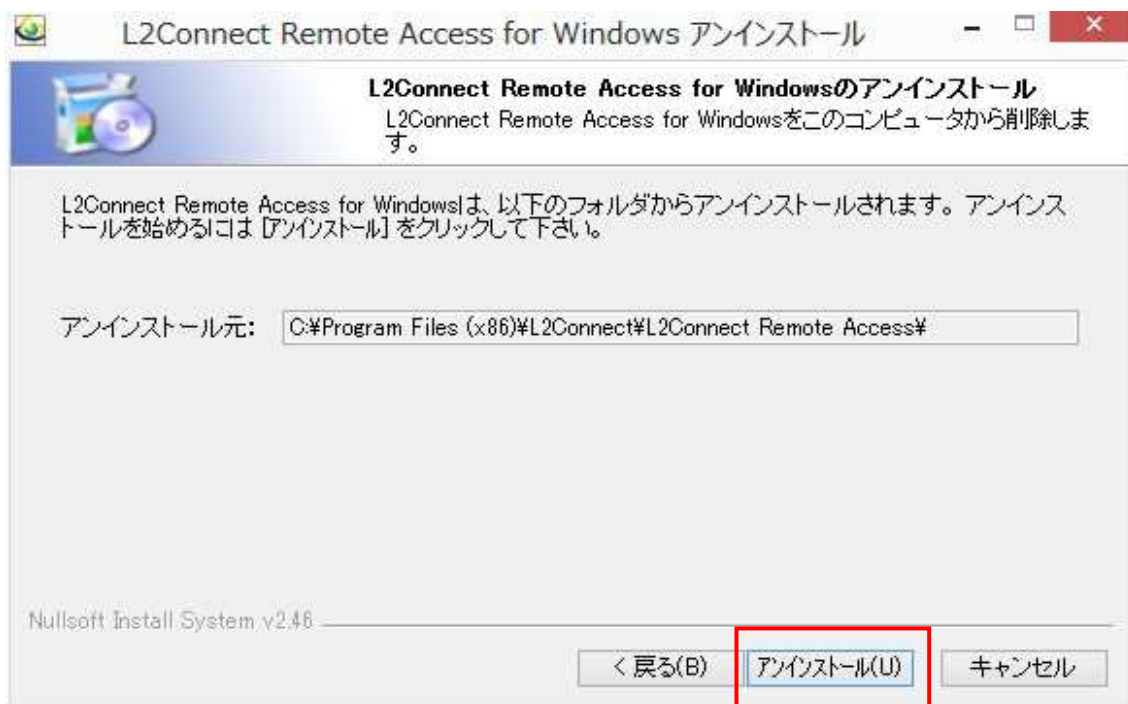 L2Connect Remote Access for Windows アンインストール
L2Connect Remote Access for Windowsのアンインストール
L2Connect Remote Access for Windowsをこのコンピュータから削除しま
す。
L2Connect Remote Access for Windowsは、以下のフォルダからアンインストールされます。アンインス
トールを始めるには [アンインストール] をクリックして下さい。
アンインストール元: C:¥Program Files (x86)¥L2Connect¥L2Connect Remote Access¥
Nullsoft Install System v2.46
< 戻る(B) アンインストール(U) キャンセル